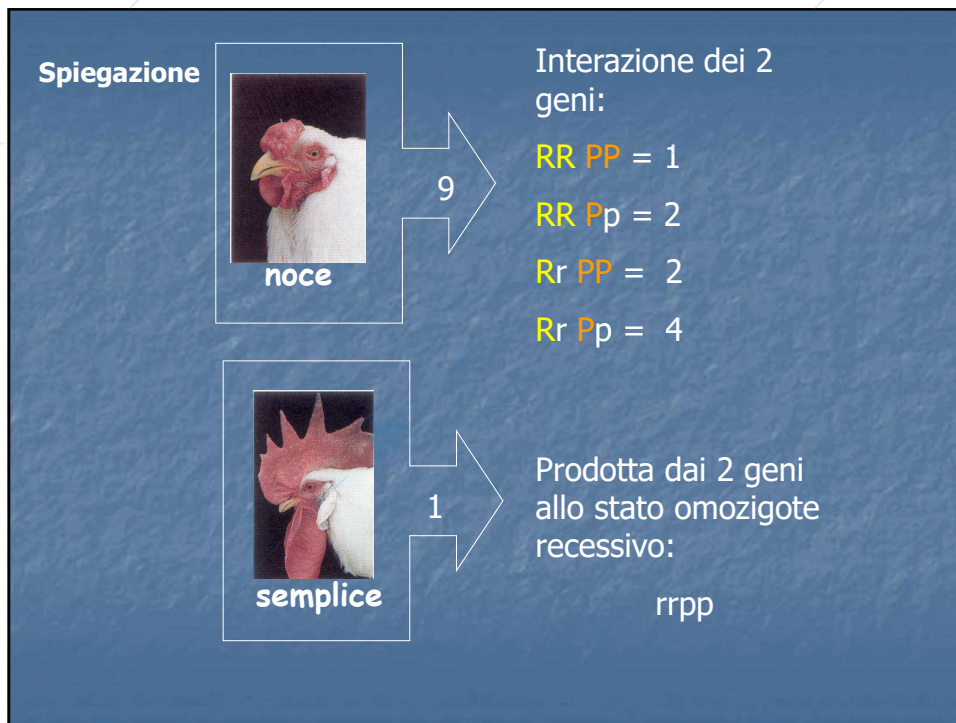 Spiegazione
noce
9
Interazione dei 2
geni:
RR PP = 1
RR Pp = 2
Rr PP = 2
Rr Pp = 4
semplice
1
Prodotta dai 2 geni
allo stato omozigote
recessivo:
rrpp